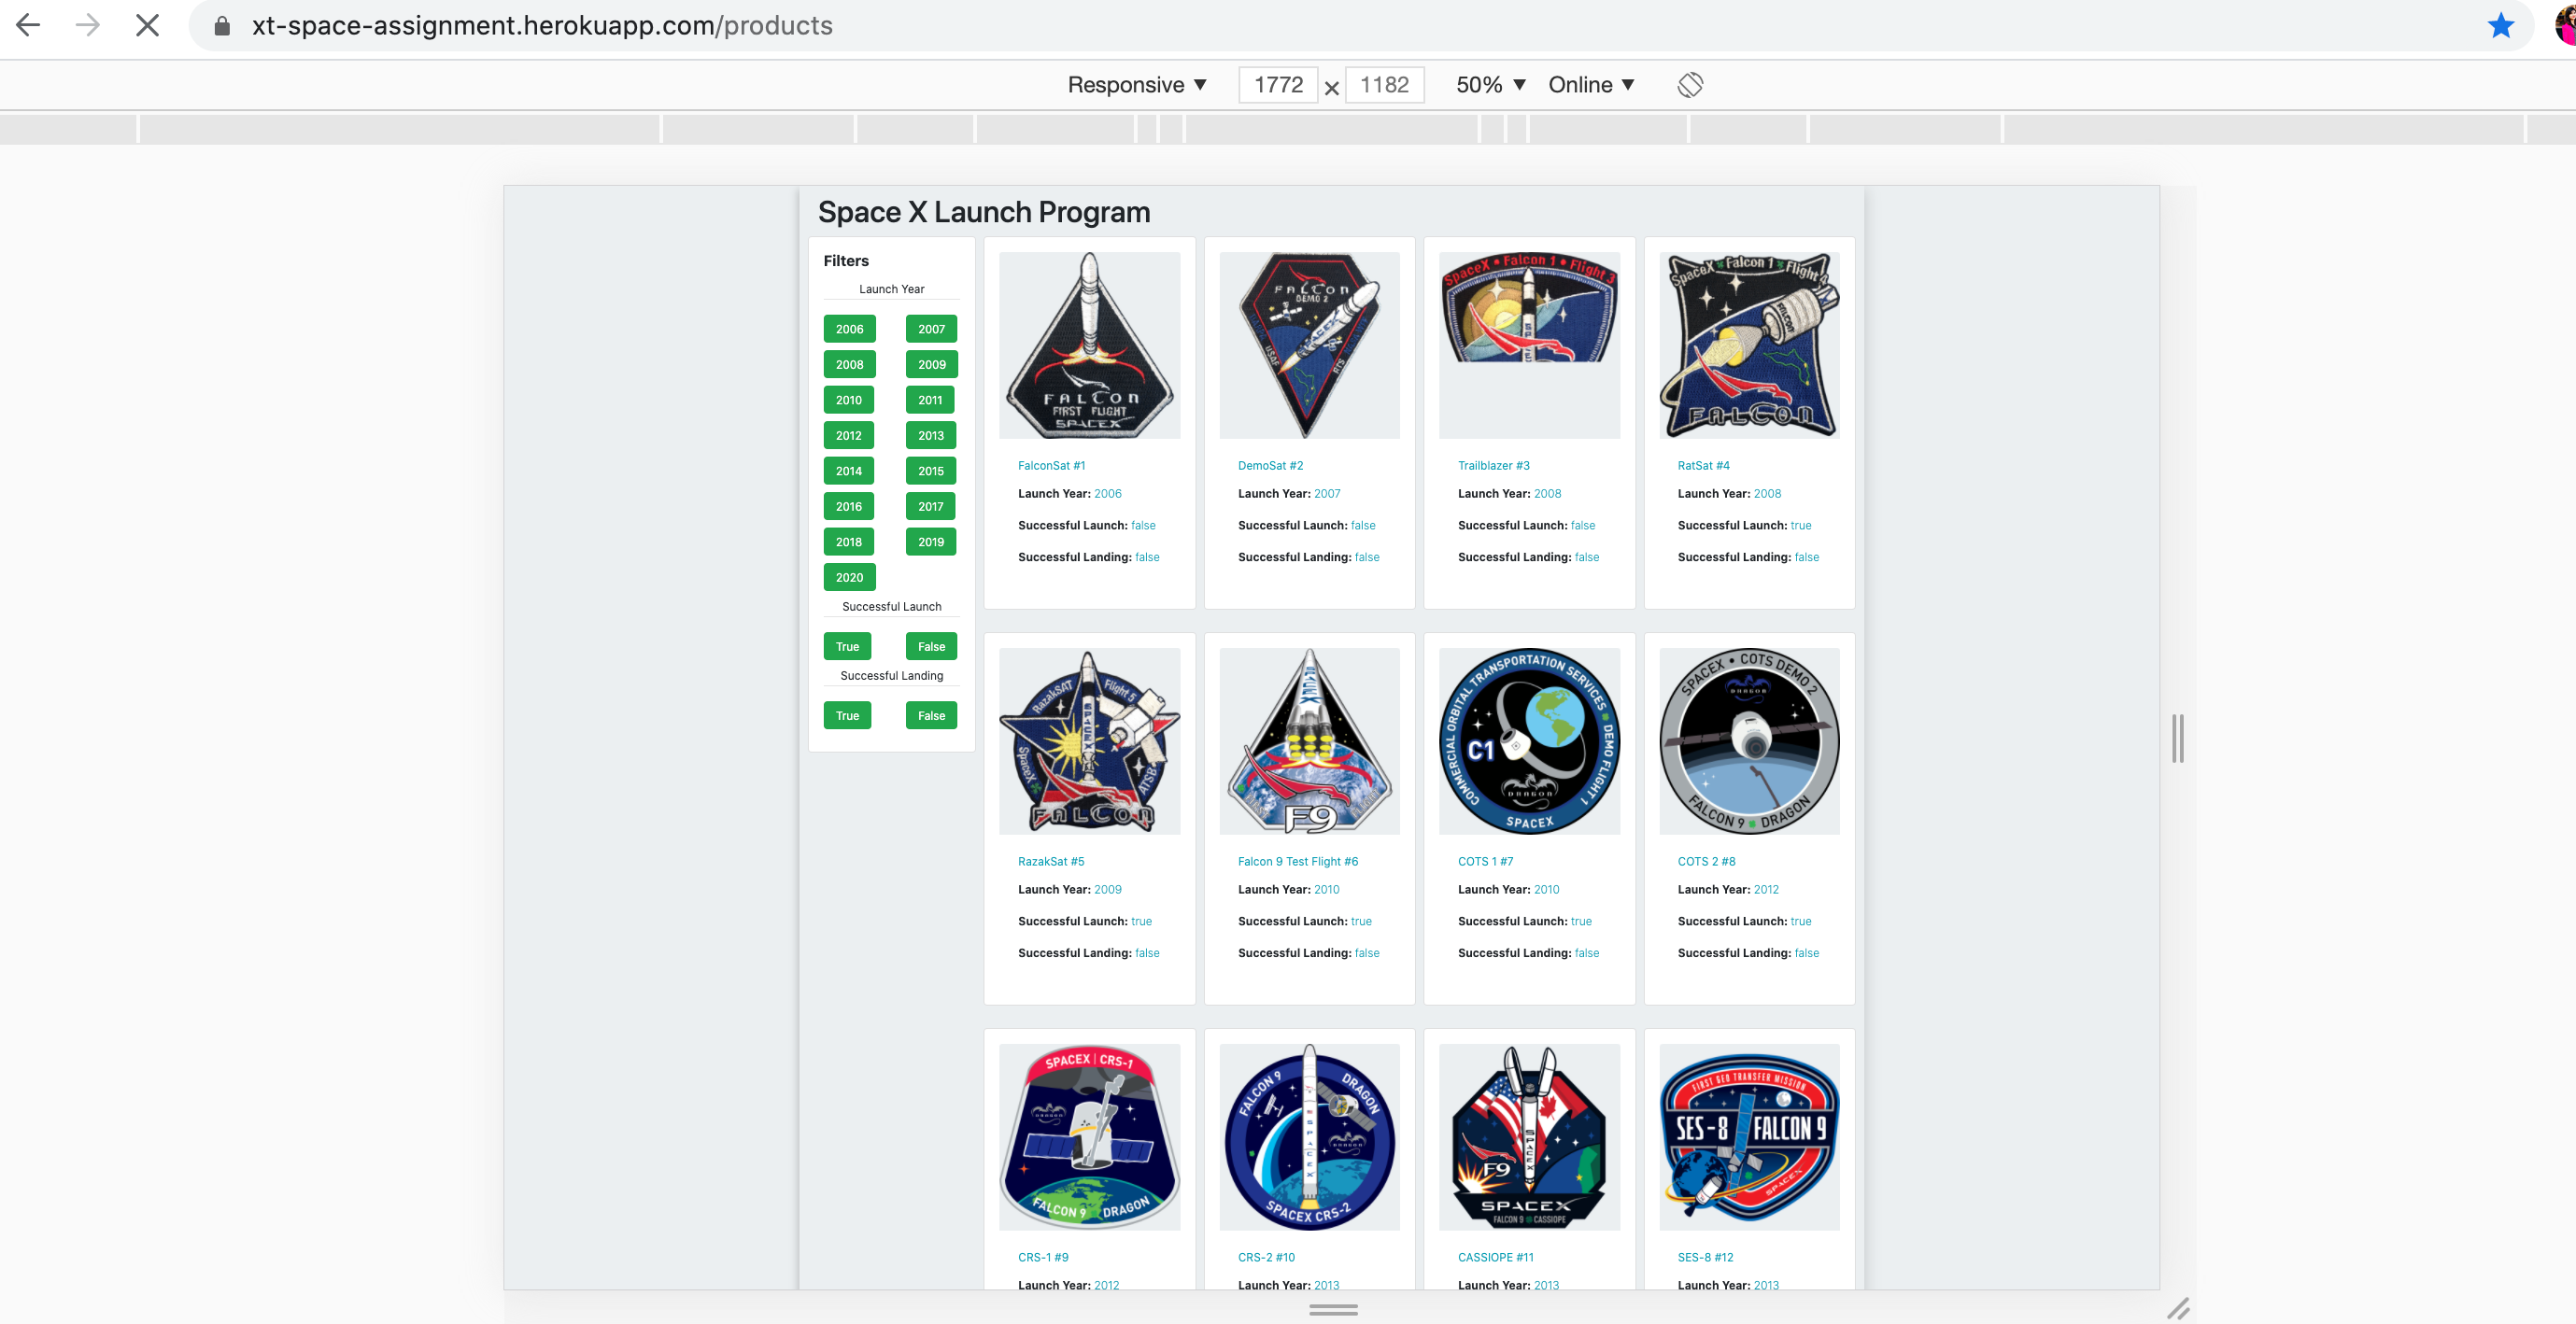 xt-space-assignment.herokuapp.com/products
Responsive ▼ 1772 × 1182 50% ▼ Online ▼
Space X Launch Program
Filters
Launch Year
2006 2007
2008 2009
2010 2011
2012 2013
2014 2015
2016 2017
2018 2019
2020
Successful Launch
True False
Successful Landing
True False
FALCON
FIRST FLIGHT
SPACEX
FalconSat #1
Launch Year: 2006
Successful Launch: false
Successful Landing: false
FALCON
DEMO 2
SPACEX
DemoSat #2
Launch Year: 2007
Successful Launch: false
Successful Landing: false
SpaceX • Falcon 1 • Flight 3
Trailblazer #3
Launch Year: 2008
Successful Launch: false
Successful Landing: false
SpaceX Falcon 1 Flight 4
FALCON
FALCON
RatSat #4
Launch Year: 2008
Successful Launch: true
Successful Landing: false
RazakSAT Flight 5
SPACEX
SpaceX ATSB
FALCON
RazakSat #5
Launch Year: 2009
Successful Launch: true
Successful Landing: false
SPACEX
F9
Falcon 9 Test Flight #6
Launch Year: 2010
Successful Launch: true
Successful Landing: false
COMMERCIAL ORBITAL TRANSPORTATION SERVICES DEMO FLIGHT 1
C1
DRAGON
SPACEX
COTS 1 #7
Launch Year: 2010
Successful Launch: true
Successful Landing: false
SPACEX • COTS DEMO 2
DRAGON
FALCON 9 DRAGON
COTS 2 #8
Launch Year: 2012
Successful Launch: true
Successful Landing: false
SPACEX | CRS-1
DRAGON
FALCON 9 DRAGON
CRS-1 #9
Launch Year: 2012
FALCON 9 DRAGON
SPACEX
DRAGON
SPACEX CRS-2
CRS-2 #10
Launch Year: 2013
SPACEX
F9
SPACEX
FALCON 9 CASSIOPE
CASSIOPE #11
Launch Year: 2013
FIRST GEO TRANSFER MISSION
SES-8 FALCON 9
SPACEX
SES-8 #12
Launch Year: 2013